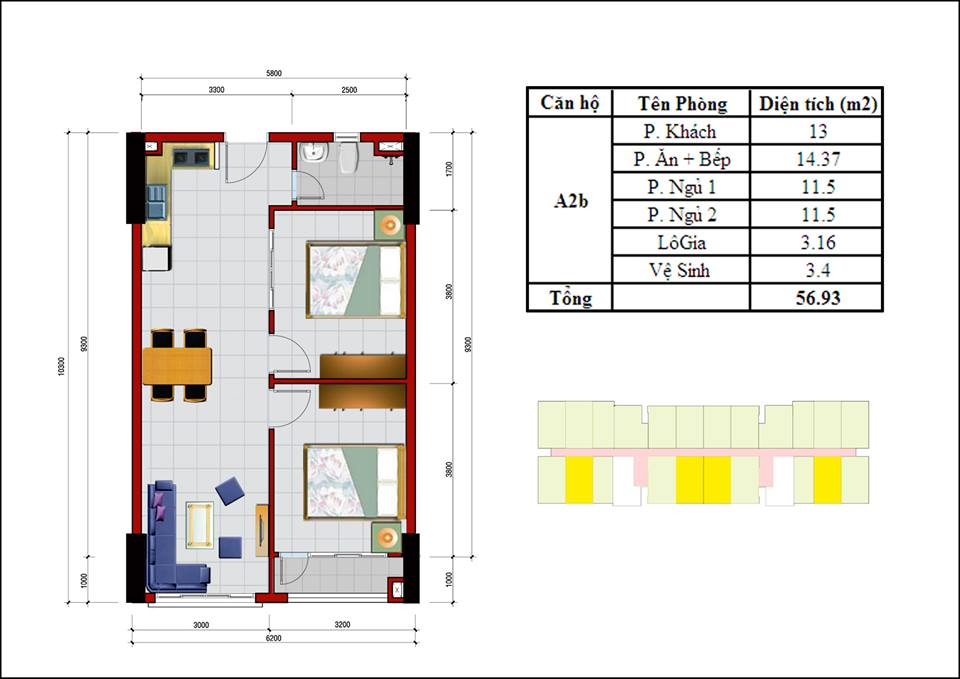 5800
3300 2500
Căn hộ Tên Phòng Diện tích (m2)
A2b
P. Khách 13
P. Ăn + Bếp 14.37
P. Ngủ 1 11.5
P. Ngủ 2 11.5
LôGia 3.16
Vệ Sinh 3.4
Tổng 56.93
1700
3800
3800
1000
9300
10300
9300
1000
3000 3200
6200